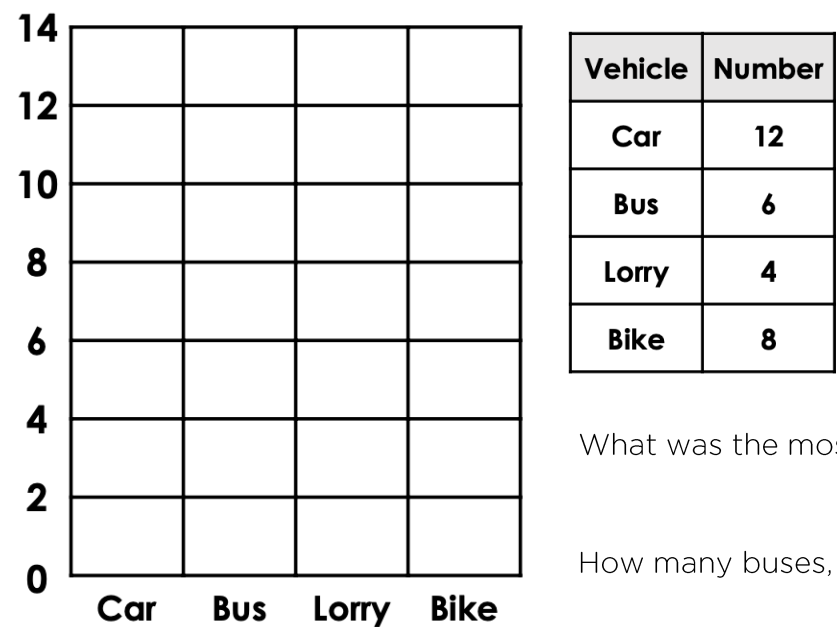 14
12
10
8
6
4
2
0
Car Bus Lorry Bike
Vehicle Number
Car 12
Bus 6
Lorry 4
Bike 8
What was the mos
How many buses,